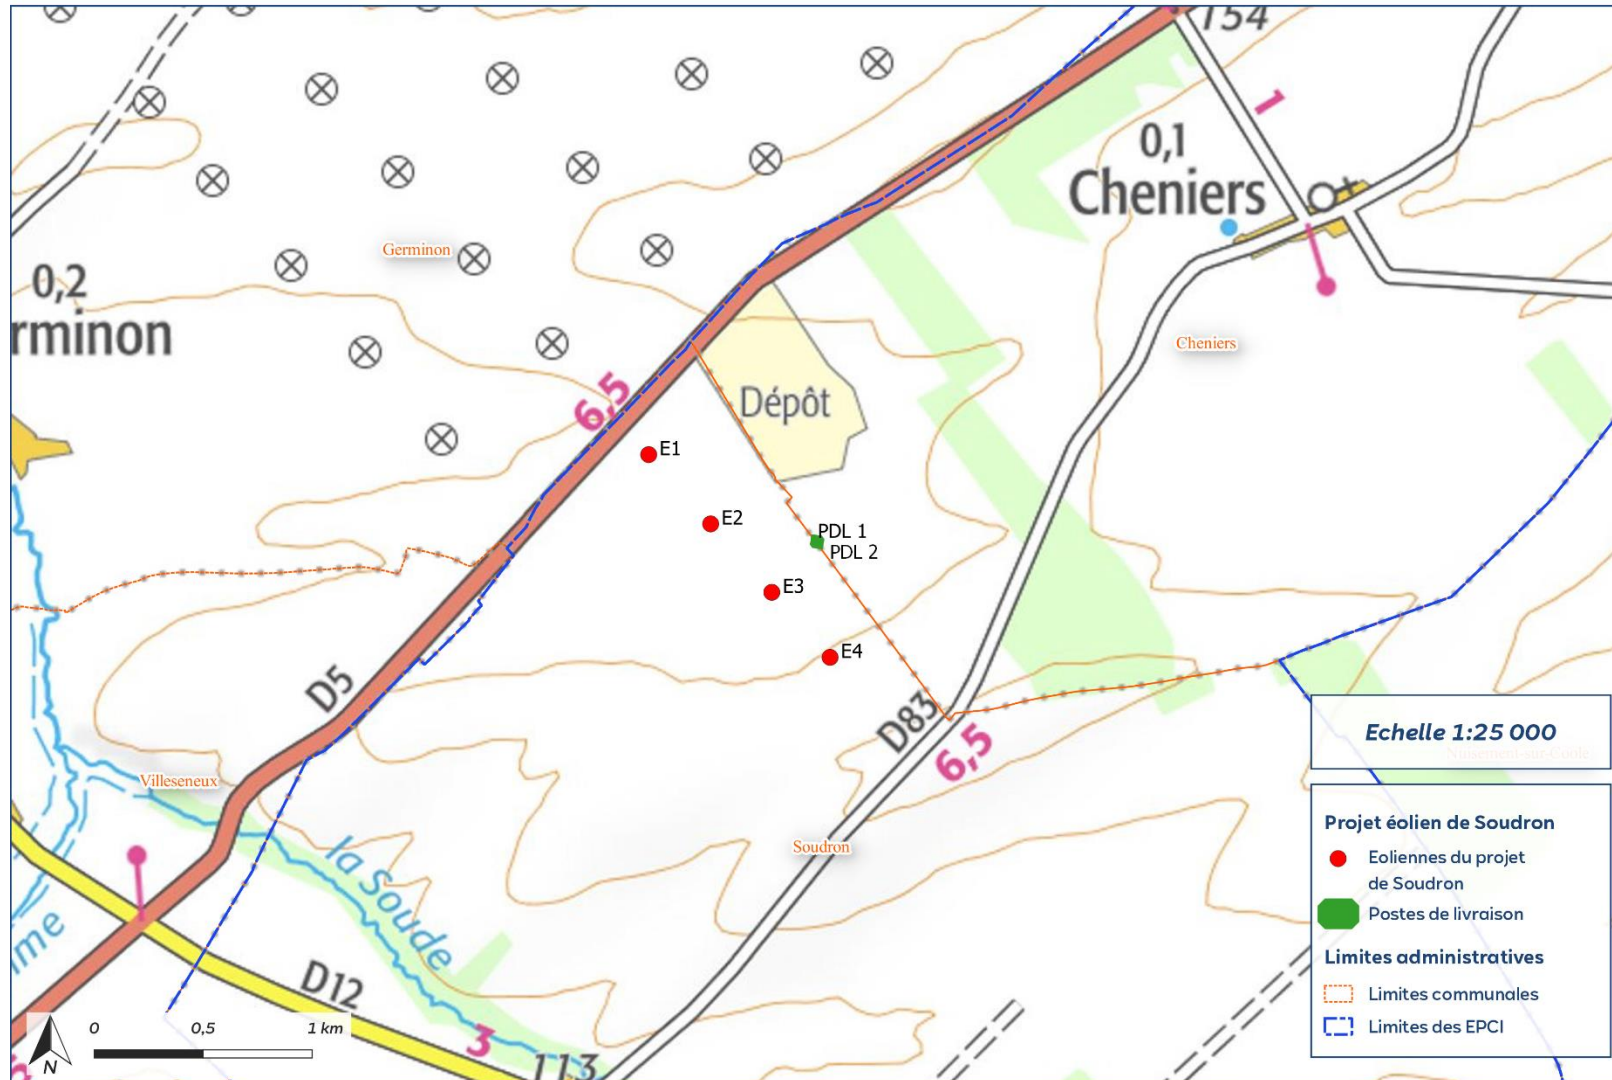 154
1
0,1
Cheniers
Germinon
0,2
rminon
Cheniers
6,5
Dépôt
E1
E2
PDL 1
PDL 2
E3
E4
D5
D83
6,5
Villeseneux
Soudron
la Soude
D12
3
113
Echelle 1:25 000
Nuisement-sur-Coole
Projet éolien de Soudron
Eoliennes du projet
de Soudron
Postes de livraison
Limites administratives
Limites communales
Limites des EPCI
0 0,5 1 km
N